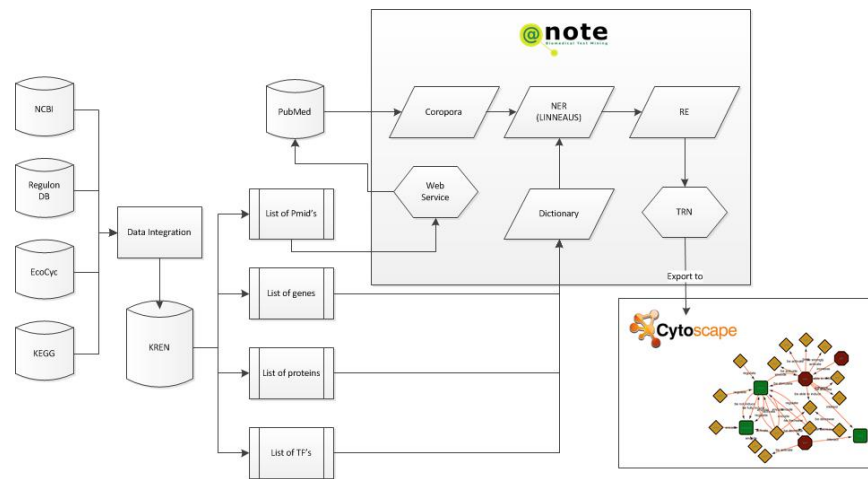 @note
Biomedical Text Mining
NCBI
PubMed
Coropora
NER
(LINNEAUS)
RE
Regulon
DB
List of Pmid's
Web
Service
Dictionary
TRN
Data Integration
EcoCyc
List of genes
Export to
KREN
KEGG
List of proteins
List of TF's
Cytoscape